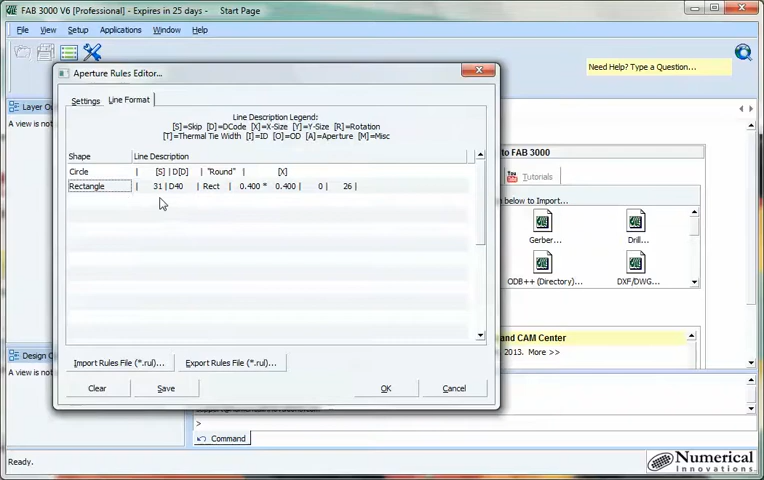 FAB 3000 V6 [Professional] - Expires in 25 days - Start Page
File View Setup Applications Window Help
Need Help? Type a Question...
Aperture Rules Editor...
Settings Line Format
Line Description Legend:
[S]=Skip [D]=DCode [X]=X-Size [Y]=Y-Size [R]=Rotation
[T]=Thermal Tie Width [I]=ID [O]=OD [A]=Aperture [M]=Misc
Shape Line Description
Circle | [S] | D[D] | "Round" | [X]
Rectangle | 31 | D40 | Rect | 0.400 * 0.400 | 0 | 26 |
Import Rules File (*.rul)... Export Rules File (*.rul)...
Clear Save OK Cancel
Layer Ou
A view is not
Design O
A view is not
to FAB 3000
Tutorials
below to Import...
Gerber... Drill...
ODB++ (Directory)... DXF/DWG...
and CAM Center
2013. More >>
>
Command
Ready.
Numerical
Innovations.